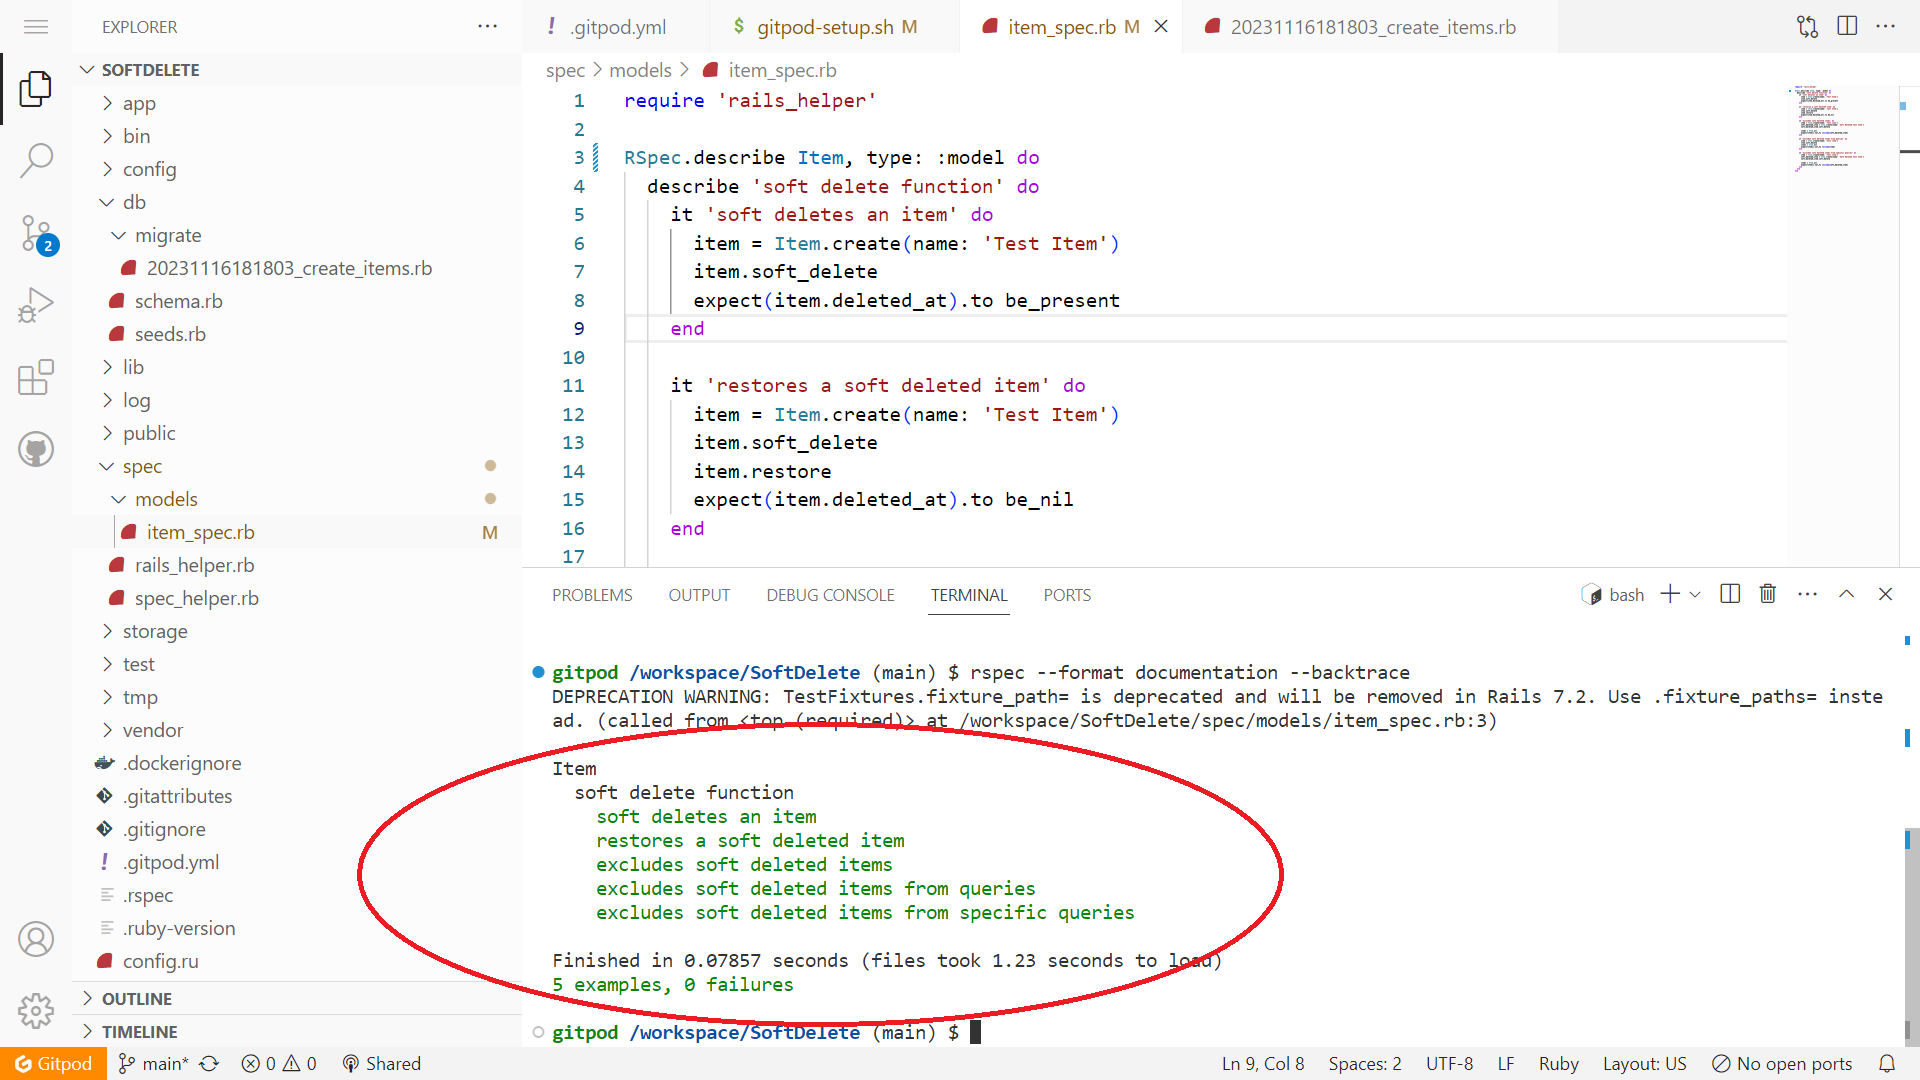 EXPLORER
SOFTDELETE
app
bin
config
db
migrate
20231116181803_create_items.rb
schema.rb
seeds.rb
lib
log
public
spec
models
item_spec.rb M
rails_helper.rb
spec_helper.rb
storage
test
tmp
vendor
.dockerignore
.gitattributes
.gitignore
.gitpod.yml
.rspec
.ruby-version
config.ru
OUTLINE
TIMELINE
2
! .gitpod.yml
$ gitpod-setup.sh M
item_spec.rb M
20231116181803_create_items.rb
spec > models > item_spec.rb
1 require 'rails_helper'
2
3 RSpec.describe Item, type: :model do
4 describe 'soft delete function' do
5 it 'soft deletes an item' do
6 item = Item.create(name: 'Test Item')
7 item.soft_delete
8 expect(item.deleted_at).to be_present
9 end
10
11 it 'restores a soft deleted item' do
12 item = Item.create(name: 'Test Item')
13 item.soft_delete
14 item.restore
15 expect(item.deleted_at).to be_nil
16 end
17
PROBLEMS OUTPUT DEBUG CONSOLE TERMINAL PORTS
bash
gitpod /workspace/SoftDelete (main) $ rspec --format documentation --backtrace
DEPRECATION WARNING: TestFixtures.fixture_path= is deprecated and will be removed in Rails 7.2. Use .fixture_paths= inste
ad. (called from <top (required)> at /workspace/SoftDelete/spec/models/item_spec.rb:3)
Item
soft delete function
soft deletes an item
restores a soft deleted item
excludes soft deleted items
excludes soft deleted items from queries
excludes soft deleted items from specific queries
Finished in 0.07857 seconds (files took 1.23 seconds to load)
5 examples, 0 failures
gitpod /workspace/SoftDelete (main) $
Gitpod main* 0 0 Shared Ln 9, Col 8 Spaces: 2 UTF-8 LF Ruby Layout: US No open ports